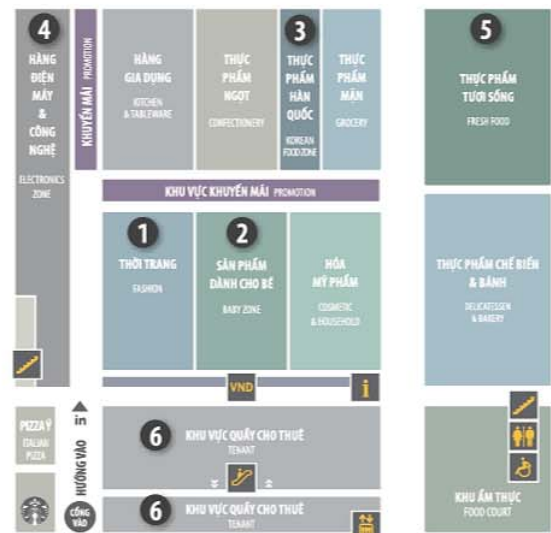 4
HÀNG
ĐIỆN
MÁY
&
CÔNG
NGHỆ
ELECTRONICS
ZONE
KHUYẾN MÃI PROMOTION
HÀNG
GIA DỤNG
KITCHEN
& TABLEWARE
THỰC
PHẨM
NGỌT
CONFECTIONERY
3
THỰC
PHẨM
HÀN
QUỐC
KOREAN
FOOD ZONE
THỰC
PHẨM
MẶN
GROCERY
5
THỰC PHẨM
TƯƠI SỐNG
FRESH FOOD
KHU VỰC KHUYẾN MÃI PROMOTION
1
THỜI TRANG
FASHION
2
SẢN PHẨM
DÀNH CHO BÉ
BABY ZONE
HÓA
MỸ PHẨM
COSMETIC
& HOUSEHOLD
THỰC PHẨM CHẾ BIẾN
& BÁNH
DELICATESSEN
& BAKERY
VND
i
PIZZA Ý
ITALIAN
PIZZA
in
HƯỚNG VÀO
CỔNG
VÀO
6
KHU VỰC QUẦY CHO THUÊ
TENANT
6
KHU VỰC QUẦY CHO THUÊ
TENANT
KHU ẨM THỰC
FOOD COURT